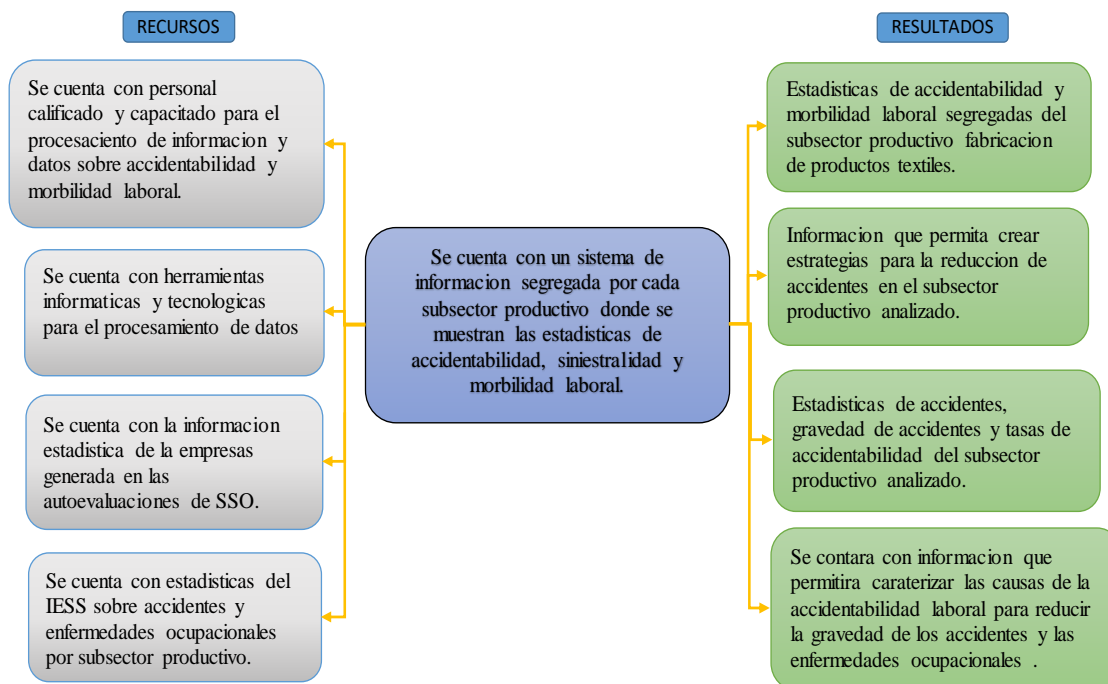 RECURSOS
Se cuenta con personal
calificado y capacitado para el
procesaciento de informacion y
datos sobre accidentabilidad y
morbilidad laboral.
Se cuenta con herramientas
informaticas y tecnologicas
para el procesamiento de datos
Se cuenta con la informacion
estadistica de la empresas
generada en las
autoevaluaciones de SSO.
Se cuenta con estadisticas del
IESS sobre accidentes y
enfermedades ocupacionales
por subsector productivo.
Se cuenta con un sistema de
informacion segregada por cada
subsector productivo donde se
muestran las estadisticas de
accidentabilidad, siniestralidad y
morbilidad laboral.
RESULTADOS
Estadisticas de accidentabilidad y
morbilidad laboral segregadas del
subsector productivo fabricacion
de productos textiles.
Informacion que permita crear
estrategias para la reduccion de
accidentes en el subsector
productivo analizado.
Estadisticas de accidentes,
gravedad de accidentes y tasas de
accidentabilidad del subsector
productivo analizado.
Se contara con informacion que
permitira caraterizar las causas de la
accidentabilidad laboral para reducir
la gravedad de los accidentes y las
enfermedades ocupacionales .